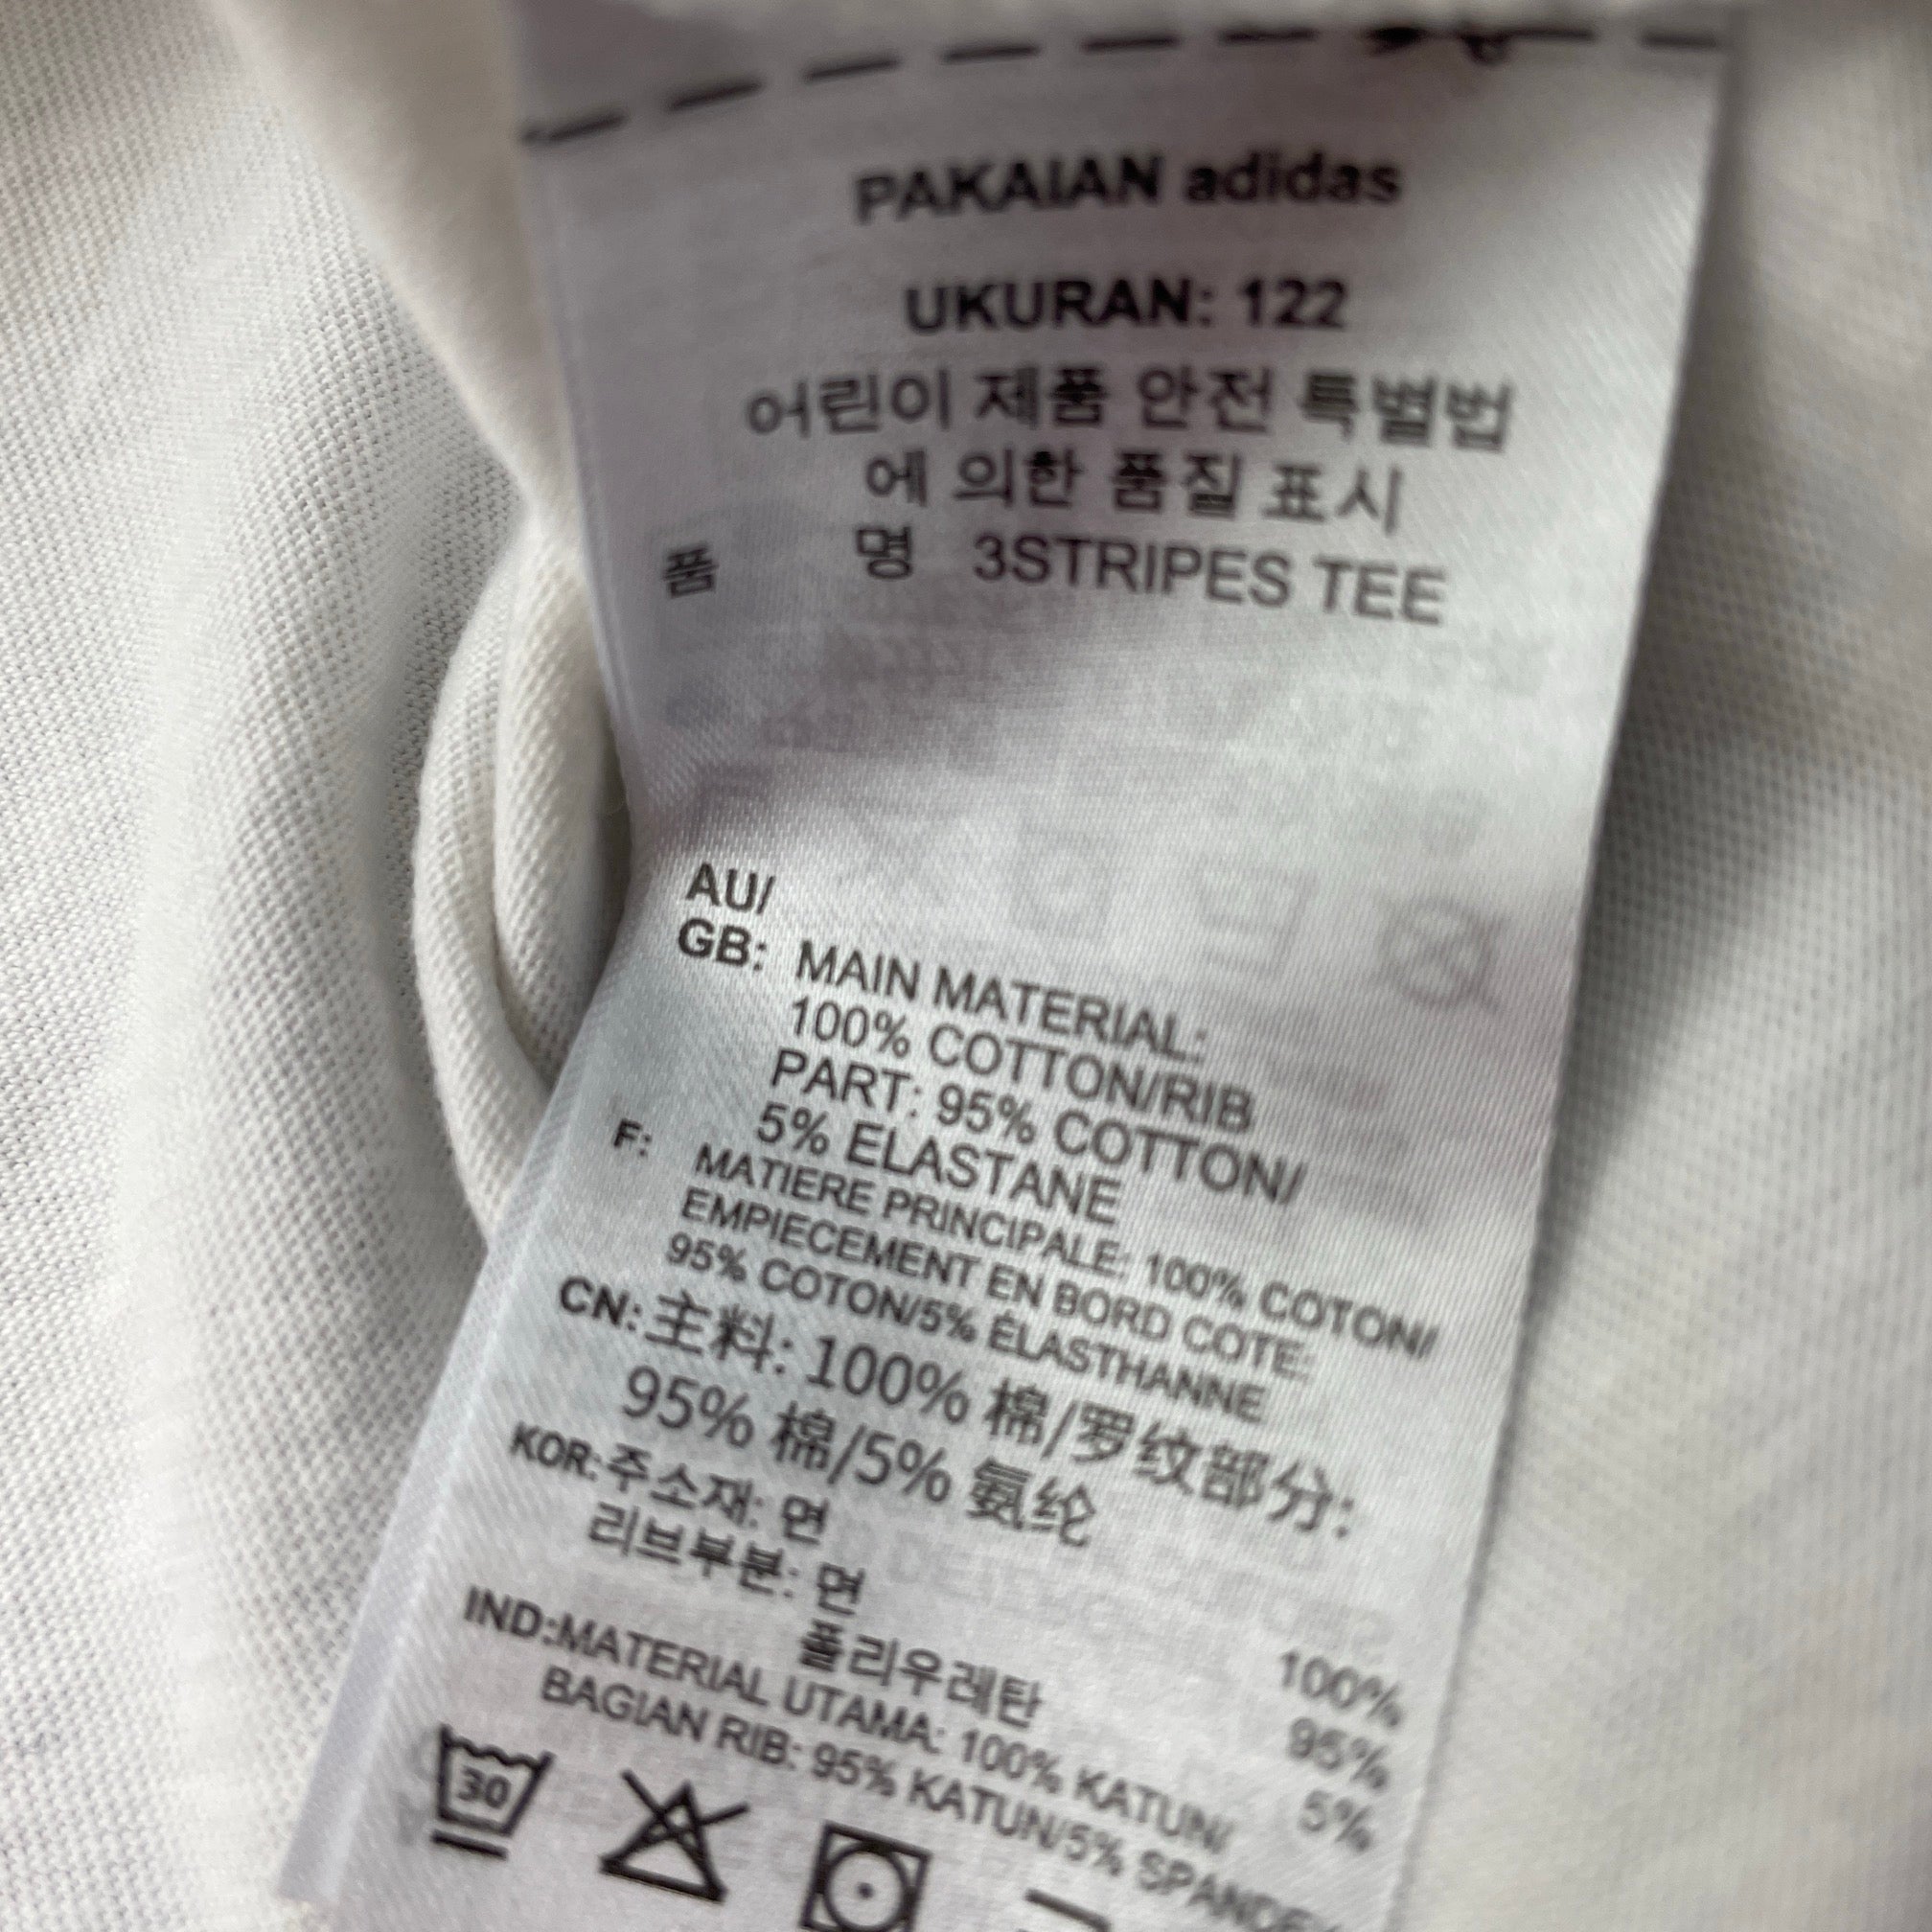 PAKAIAN adidas
UKURAN: 122
어린이 제품 안전 특별법
에 의한 품질 표시
품 명 3STRIPES TEE
AU/
GB: MAIN MATERIAL:
100% COTTON/RIB
PART: 95% COTTON/
5% ELASTANE
F: MATIERE PRINCIPALE: 100% COTON/
EMPIECEMENT EN BORD COTE:
95% COTON/5% ÉLASTHANNE
CN: 主料: 100% 棉/罗纹部分:
95% 棉/5% 氨纶
KOR: 주소재: 면 100%
리브부분: 면 95%
폴리우레탄 5%
IND: MATERIAL UTAMA: 100% KATUN/
BAGIAN RIB: 95% KATUN/5% SPANDEX
30